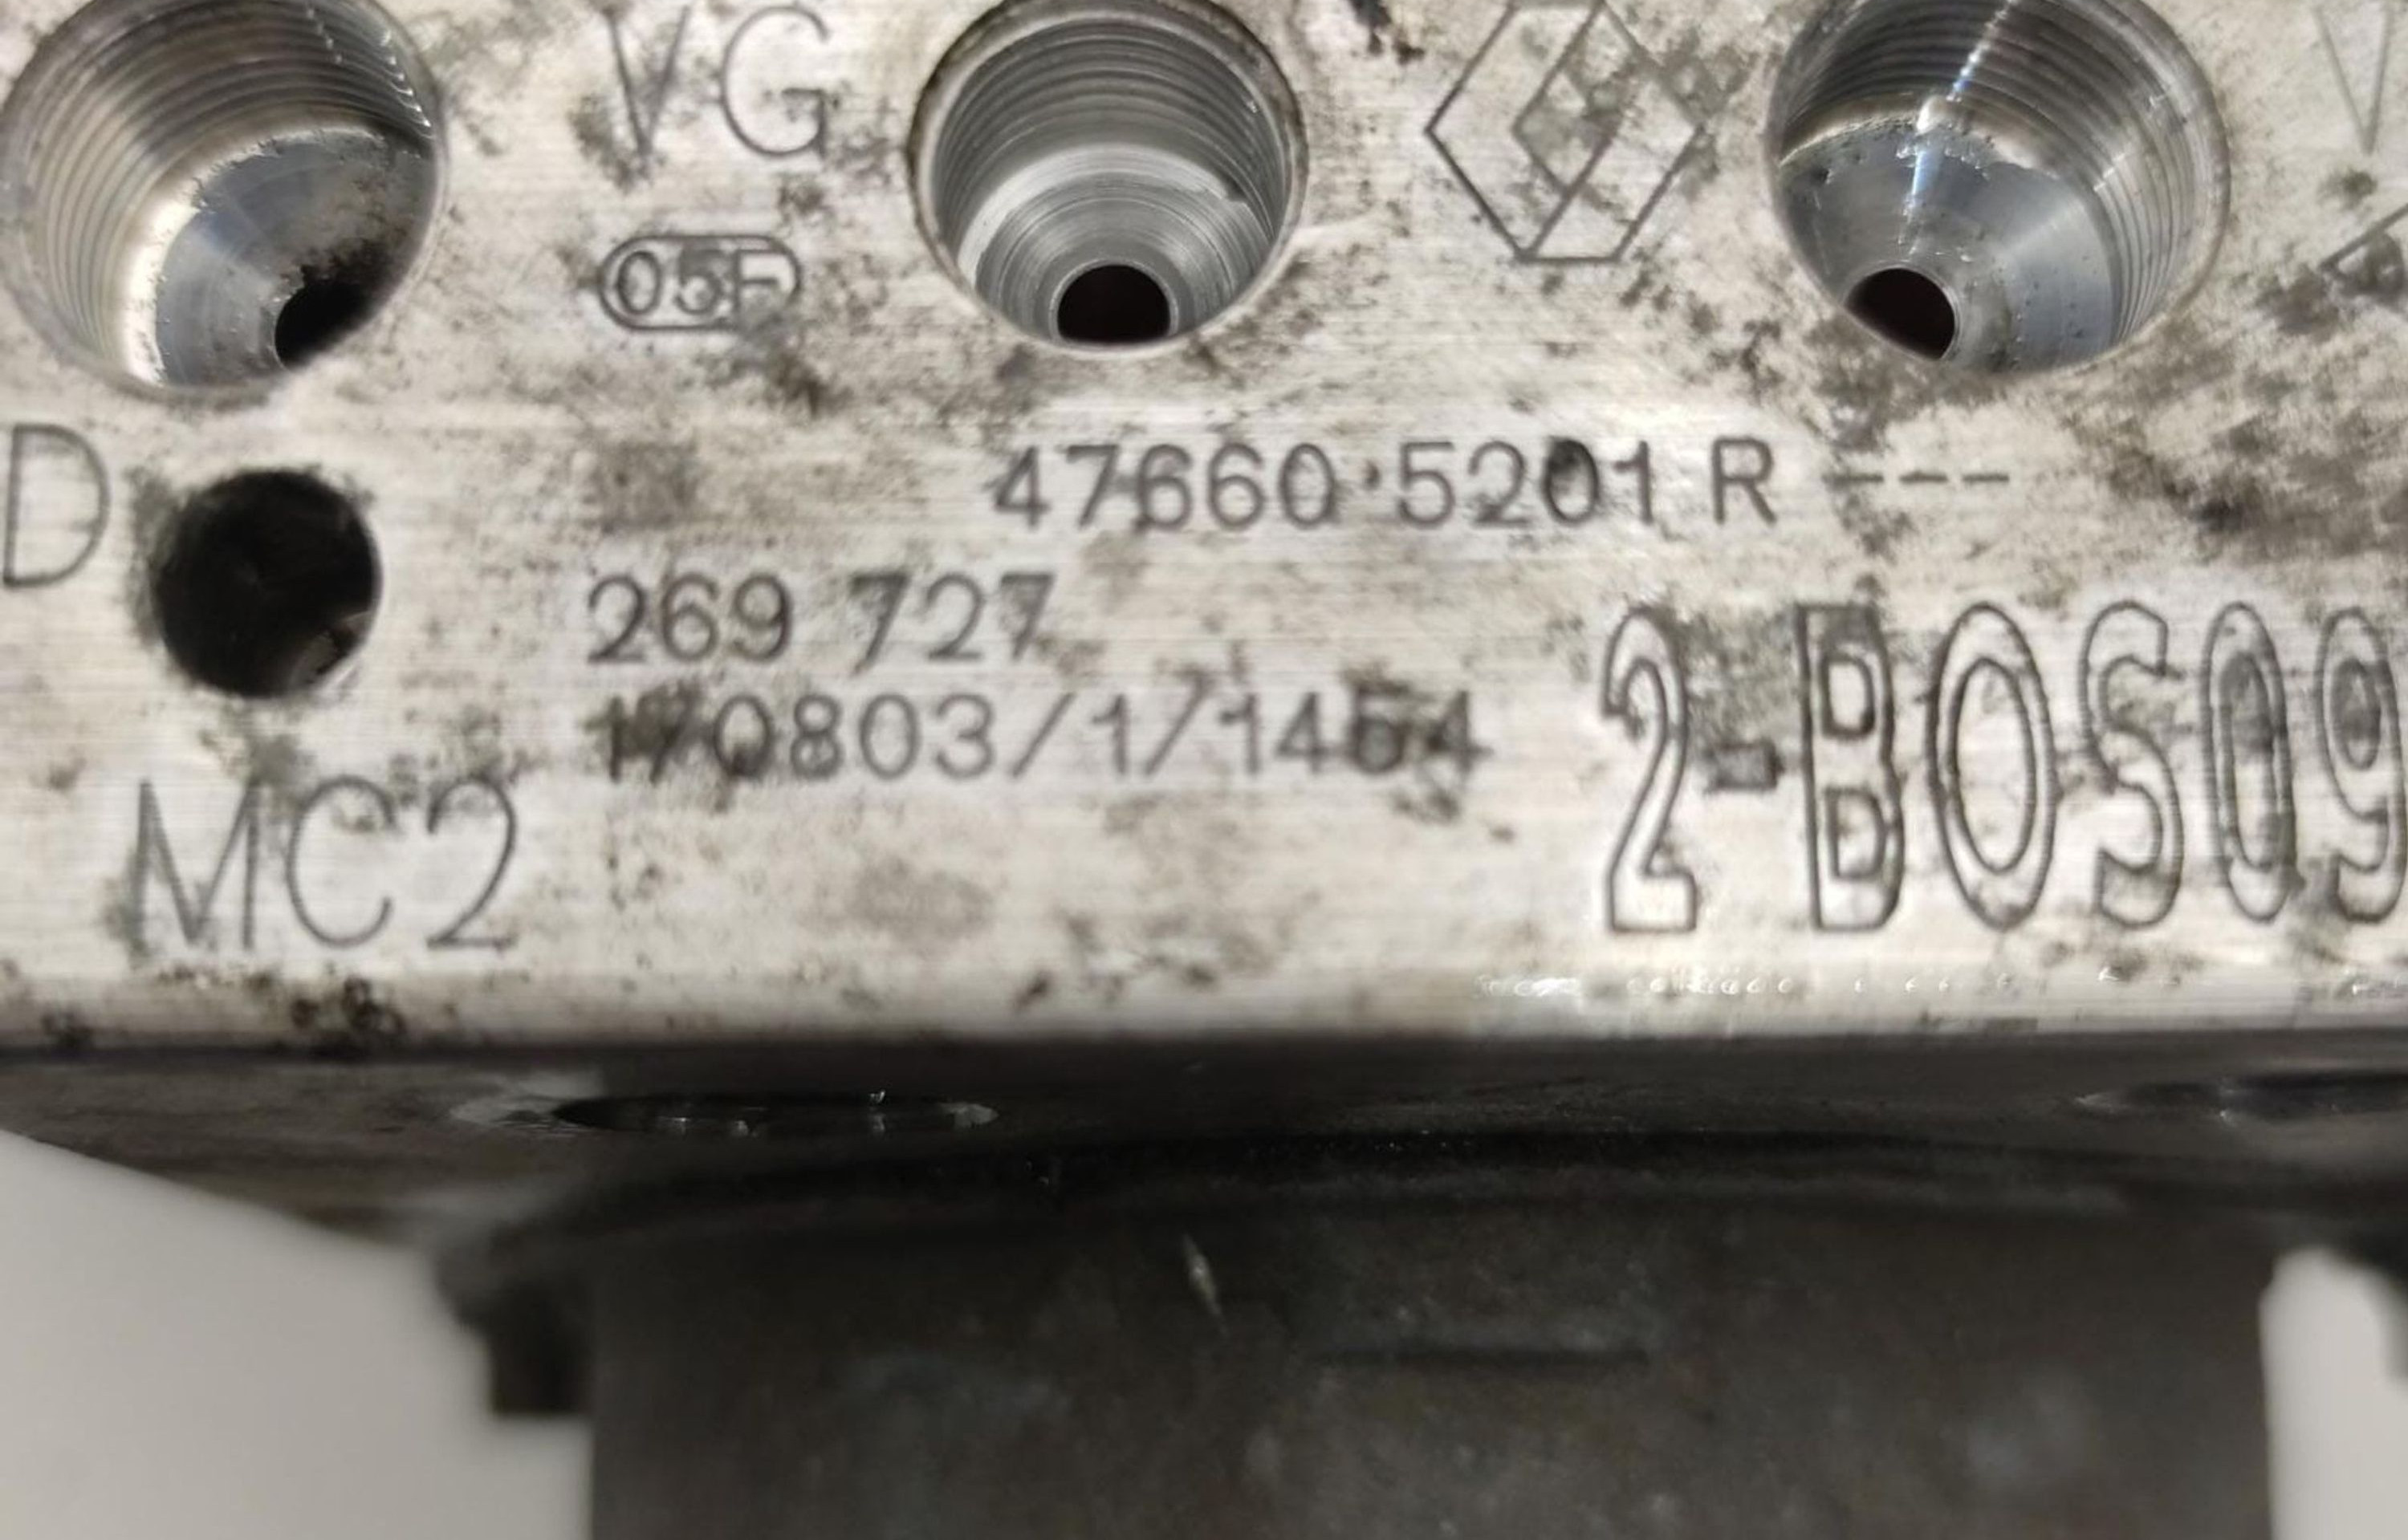 VG
05F
47660·5201 R ---
D
269 727
170803/1/1454
2-BOS09
MC2